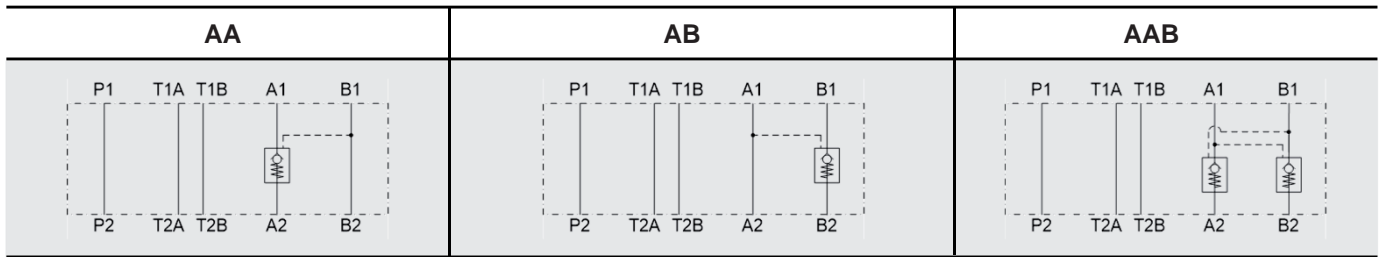 AA AB AAB
P1 T1A T1B A1 B1 P1 T1A T1B A1 B1 P1 T1A T1B A1 B1
P2 T2A T2B A2 B2 P2 T2A T2B A2 B2 P2 T2A T2B A2 B2